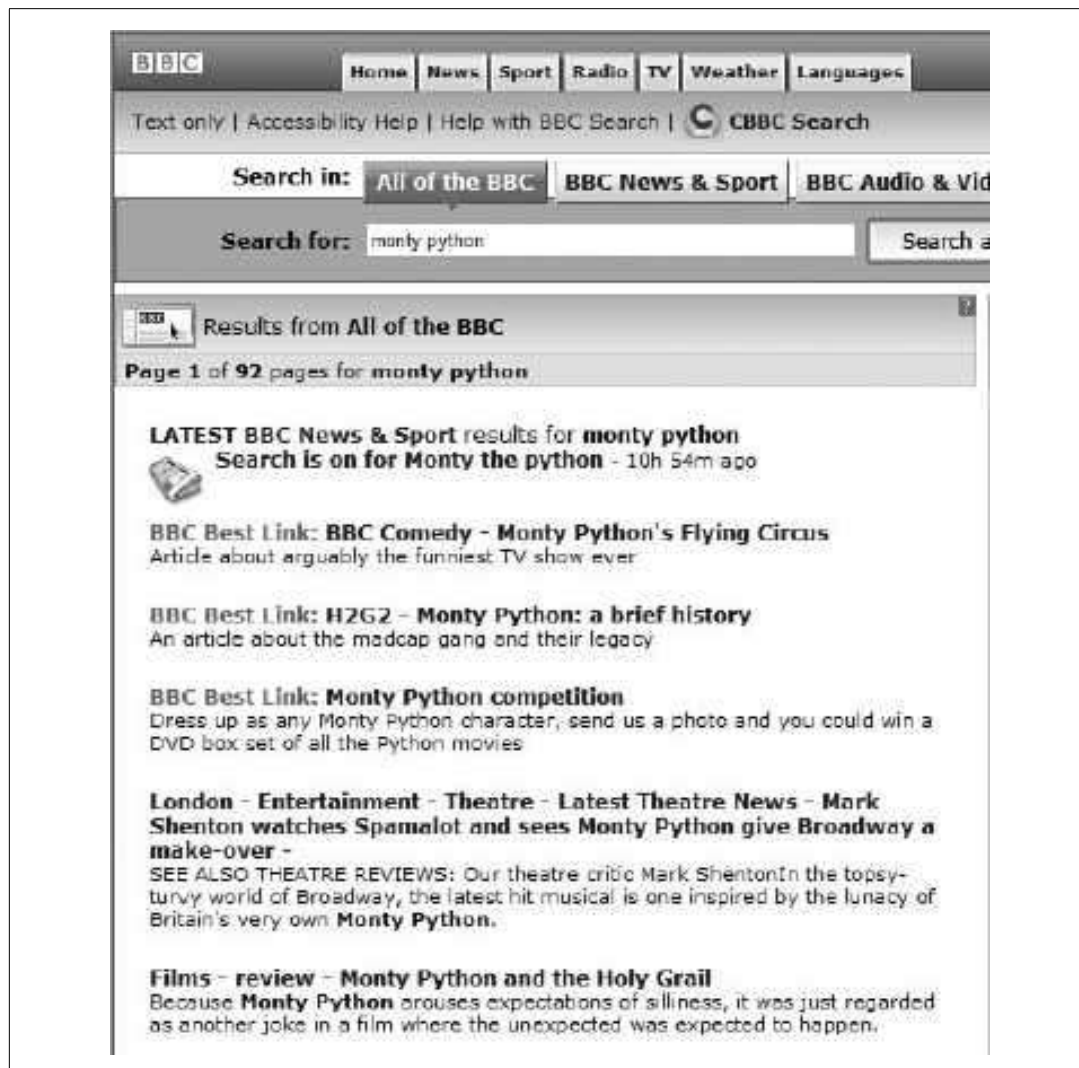 BBC
Home News Sport Radio TV Weather Languages
Text only | Accessibility Help | Help with BBC Search | C CBBC Search
Search in: All of the BBC BBC News & Sport BBC Audio & Vid
Search for: monty python Search a
BBC Results from All of the BBC ?
Page 1 of 92 pages for monty python
LATEST BBC News & Sport results for monty python
Search is on for Monty the python - 10h 54m ago
BBC Best Link: BBC Comedy - Monty Python's Flying Circus
Article about arguably the funniest TV show ever
BBC Best Link: H2G2 - Monty Python: a brief history
An article about the madcap gang and their legacy
BBC Best Link: Monty Python competition
Dress up as any Monty Python character, send us a photo and you could win a
DVD box set of all the Python movies
London - Entertainment - Theatre - Latest Theatre News - Mark
Shenton watches Spamalot and sees Monty Python give Broadway a
make-over -
SEE ALSO THEATRE REVIEWS: Our theatre critic Mark ShentonIn the topsy-
turvy world of Broadway, the latest hit musical is one inspired by the lunacy of
Britain's very own Monty Python.
Films - review - Monty Python and the Holy Grail
Because Monty Python arouses expectations of silliness, it was just regarded
as another joke in a film where the unexpected was expected to happen.